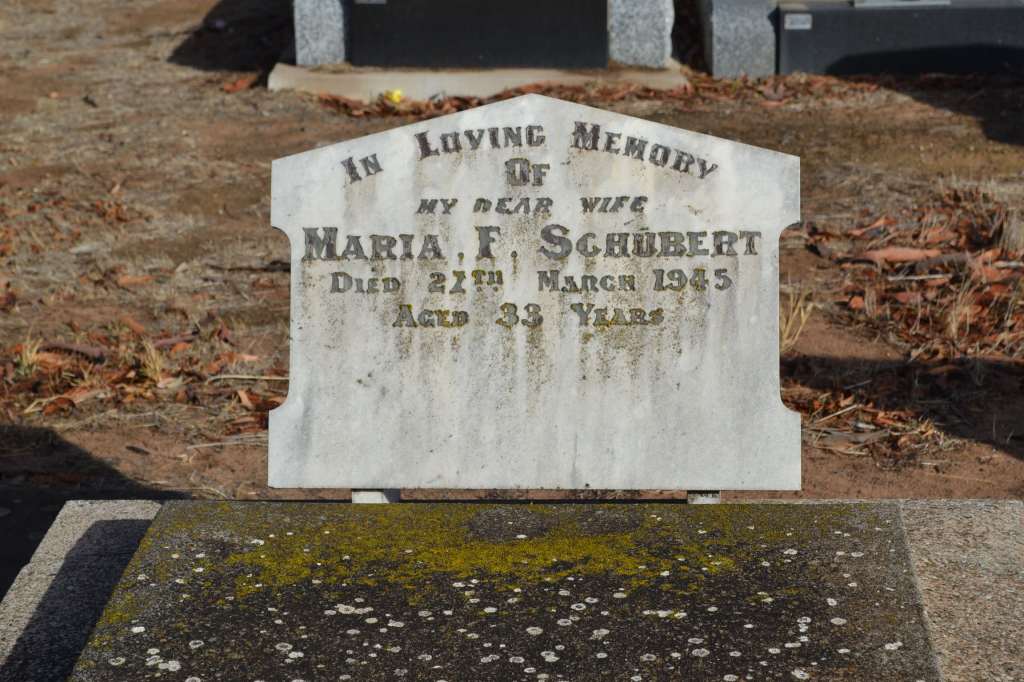 In Loving Memory
Of
my dear wife
Maria. F. Schubert
Died 27th March 1945
Aged 33 Years